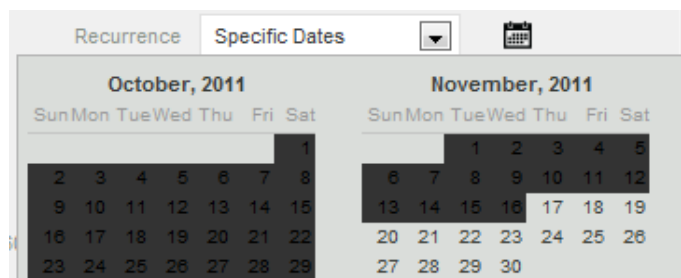 Recurrence Specific Dates
October, 2011 November, 2011
Sun Mon Tue Wed Thu Fri Sat Sun Mon Tue Wed Thu Fri Sat
1 1 2 3 4 5
2 3 4 5 6 7 8 6 7 8 9 10 11 12
9 10 11 12 13 14 15 13 14 15 16 17 18 19
16 17 18 19 20 21 22 20 21 22 23 24 25 26
23 24 25 26 27 28 29 27 28 29 30